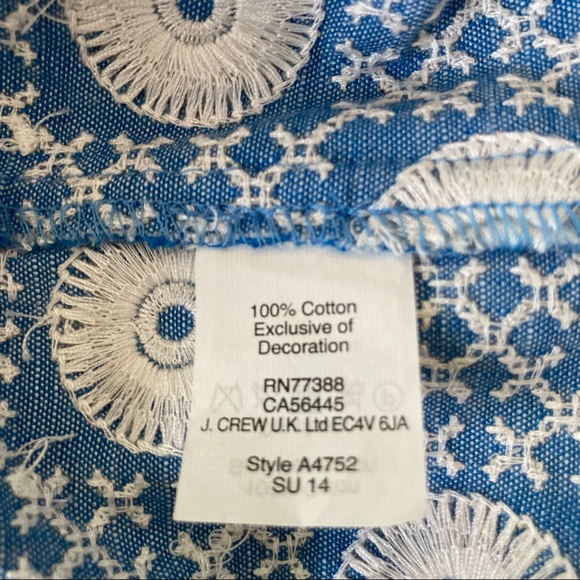 100% Cotton
Exclusive of
Decoration
RN77388
CA56445
J. CREW U.K. Ltd EC4V 6JA
Style A4752
SU 14